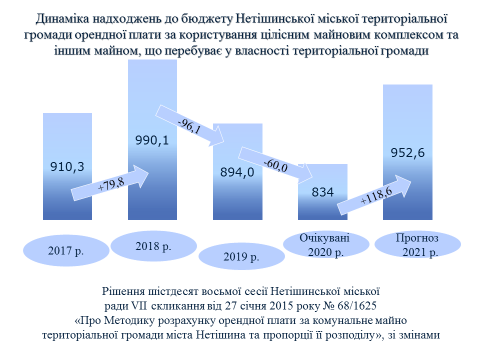 Динаміка надходжень до бюджету Нетішинської міської територіальної
громади орендної плати за користування цілісним майновим комплексом та
іншим майном, що перебуває у власності територіальної громади
910,3
990,1
894,0
834
952,6
+79,8
-96,1
-60,0
+118,6
2017 р.
2018 р.
2019 р.
Очікувані
2020 р.
Прогноз
2021 р.
Рішення шістдесят восьмої сесії Нетішинської міської
ради VII скликання від 27 січня 2015 року № 68/1625
«Про Методику розрахунку орендної плати за комунальне майно
територіальної громади міста Нетішина та пропорції її розподілу», зі змінами